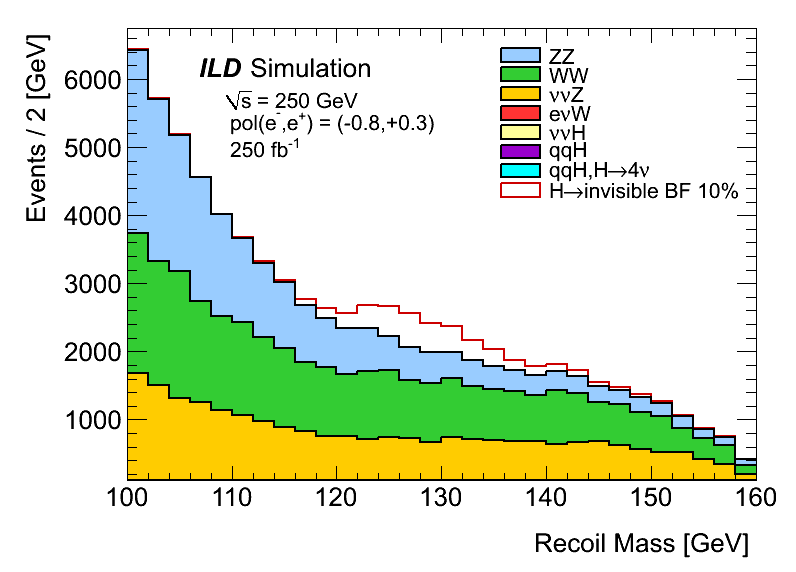 Events / 2 [GeV]
6000
5000
4000
3000
2000
1000
ILD Simulation
√s = 250 GeV
pol(e⁻,e⁺) = (-0.8,+0.3)
250 fb⁻¹
ZZ
WW
ννZ
eνW
ννH
qqH
qqH,H→4ν
H→invisible BF 10%
100 110 120 130 140 150 160
Recoil Mass [GeV]